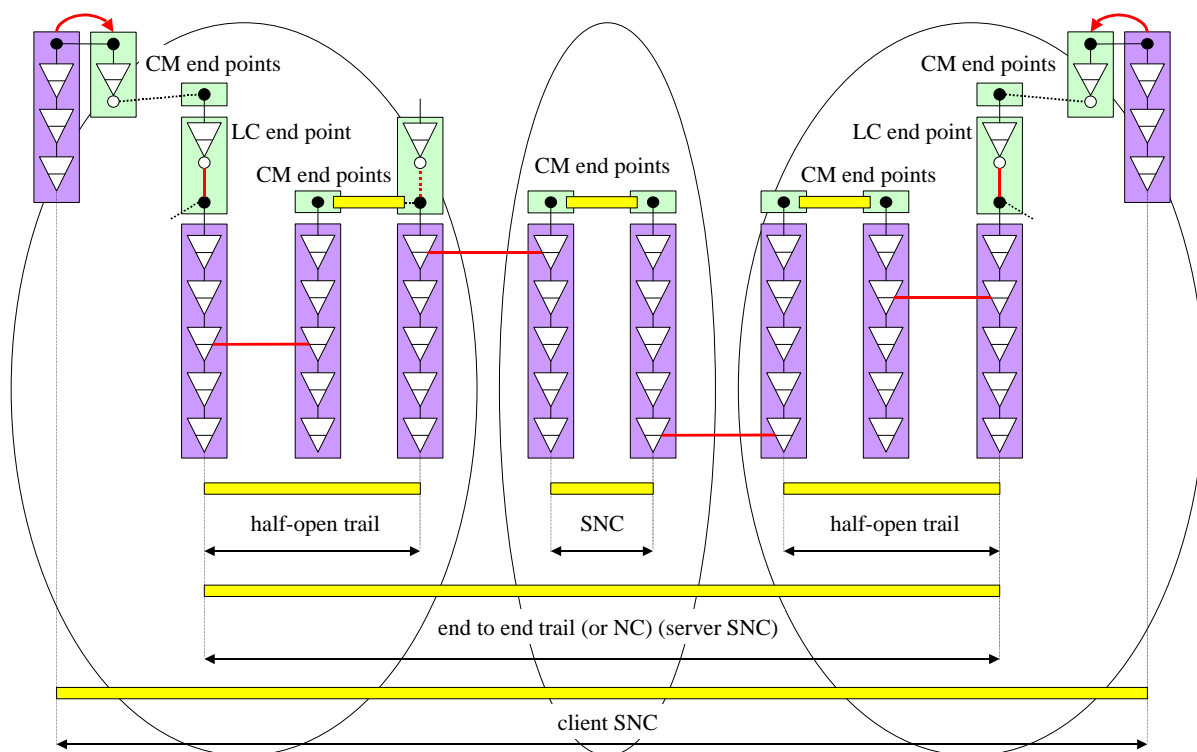 CM end points
CM end points
LC end point
LC end point
CM end points
CM end points
CM end points
half-open trail
SNC
half-open trail
end to end trail (or NC) (server SNC)
client SNC